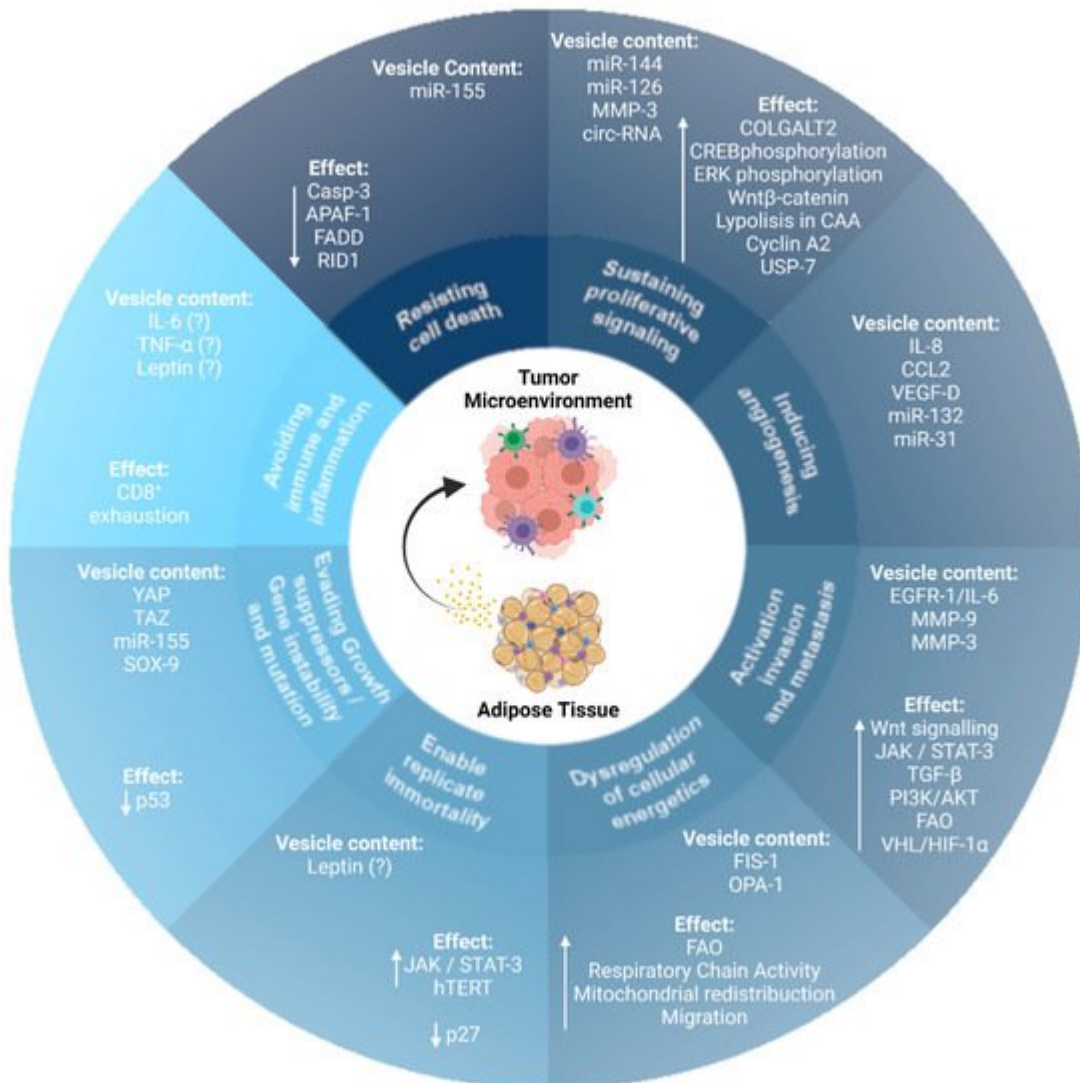 Vesicle Content:
miR-155
Effect:
Casp-3
APAF-1
FADD
RID1
Resisting
cell death
Vesicle content:
miR-144
miR-126
MMP-3
circ-RNA
Effect:
COLGALT2
CREBphosphorylation
ERK phosphorylation
Wntβ-catenin
Lypolisis in CAA
Cyclin A2
USP-7
Sustaining
proliferative
signaling
Vesicle content:
IL-8
CCL2
VEGF-D
miR-132
miR-31
Inducing
angiogenesis
Vesicle content:
EGFR-1/IL-6
MMP-9
MMP-3
Effect:
Wnt signalling
JAK / STAT-3
TGF-β
PI3K/AKT
FAO
VHL/HIF-1α
Activation
invasion
and metastasis
Dysregulation
of cellular
energetics
Vesicle content:
FIS-1
OPA-1
Effect:
FAO
Respiratory Chain Activity
Mitochondrial redistribuction
Migration
Enable
replicate
immortality
Vesicle content:
Leptin (?)
Effect:
↑ JAK / STAT-3
hTERT
↓ p27
Evading Growth
suppressors /
Gene instability
and mutation
Vesicle content:
YAP
TAZ
miR-155
SOX-9
Effect:
↓ p53
Vesicle content:
IL-6 (?)
TNF-α (?)
Leptin (?)
Effect:
CD8⁺
exhaustion
Avoiding
immune and
inflamation
Tumor
Microenvironment
Adipose Tissue